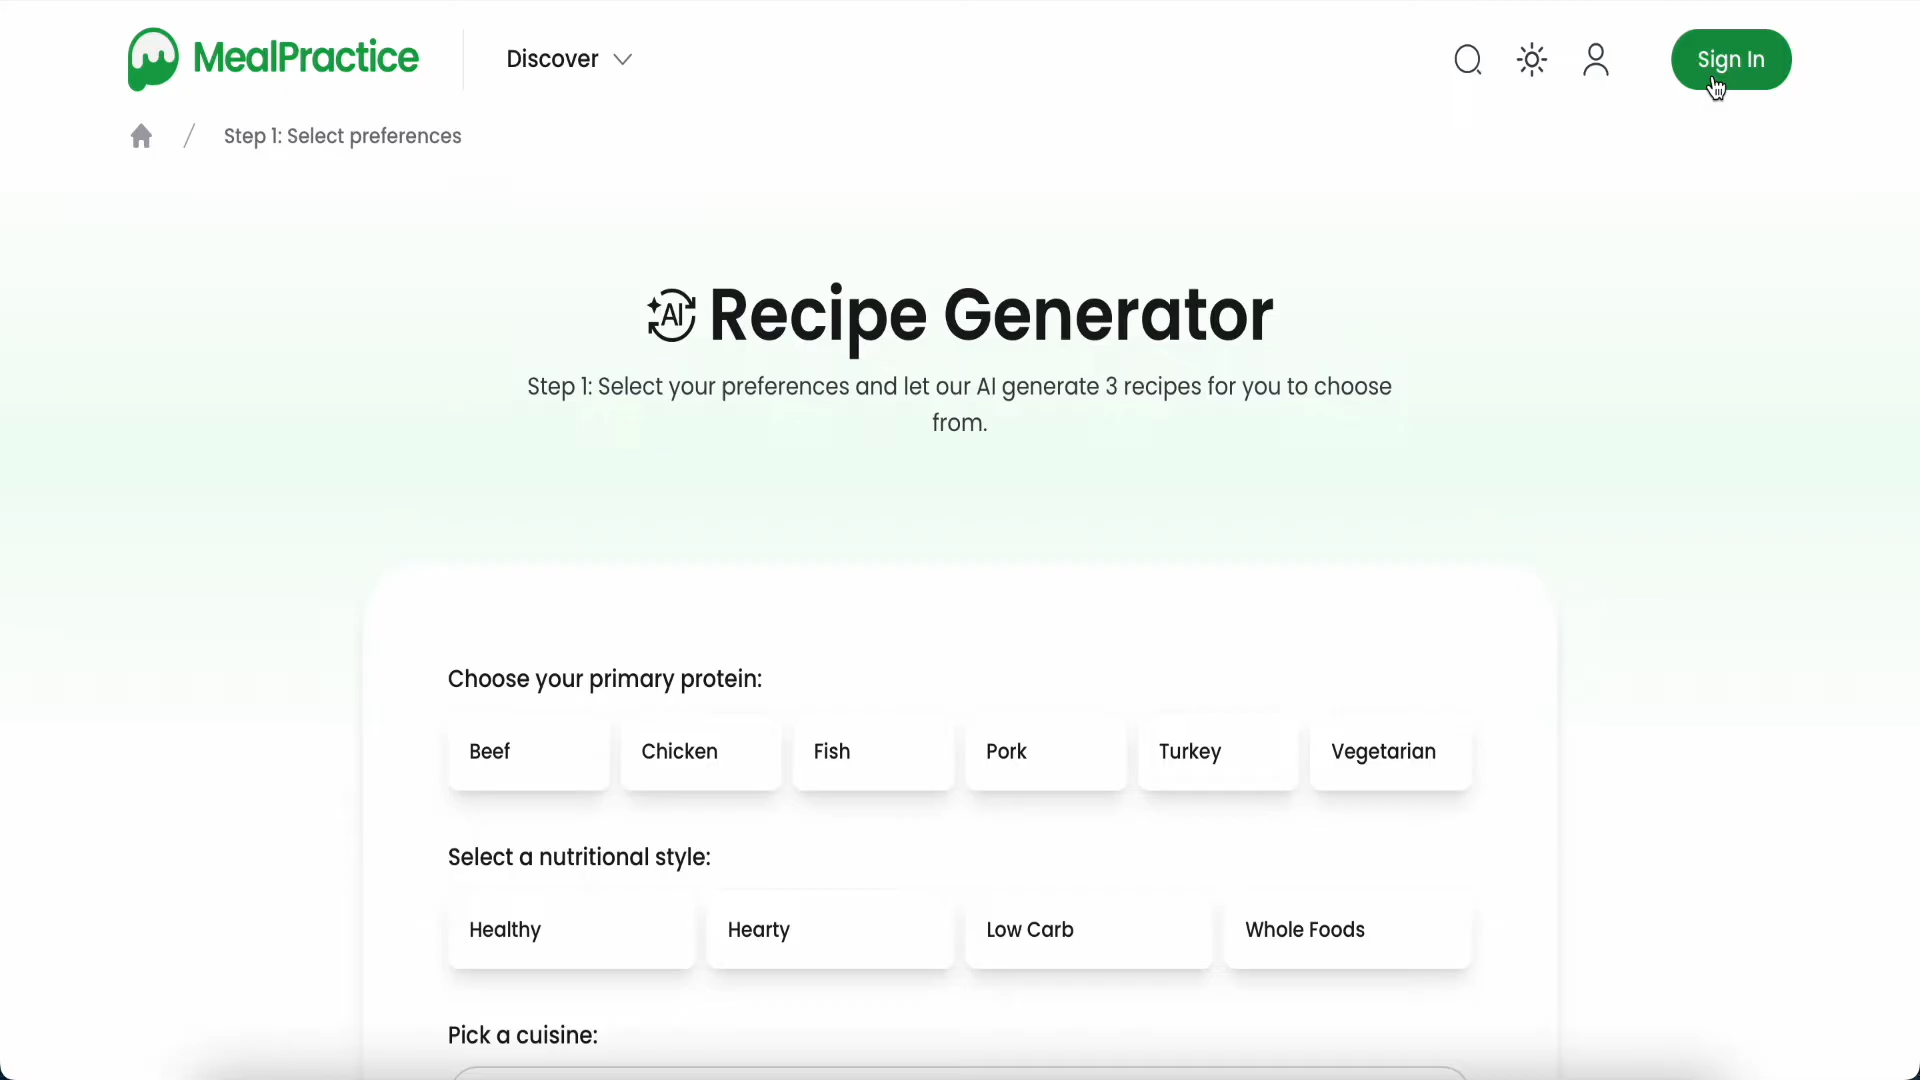 MealPractice
Discover
Sign In
/ Step 1: Select preferences
AI Recipe Generator
Step 1: Select your preferences and let our AI generate 3 recipes for you to choose
from.
Choose your primary protein:
Beef Chicken Fish Pork Turkey Vegetarian
Select a nutritional style:
Healthy Hearty Low Carb Whole Foods
Pick a cuisine: